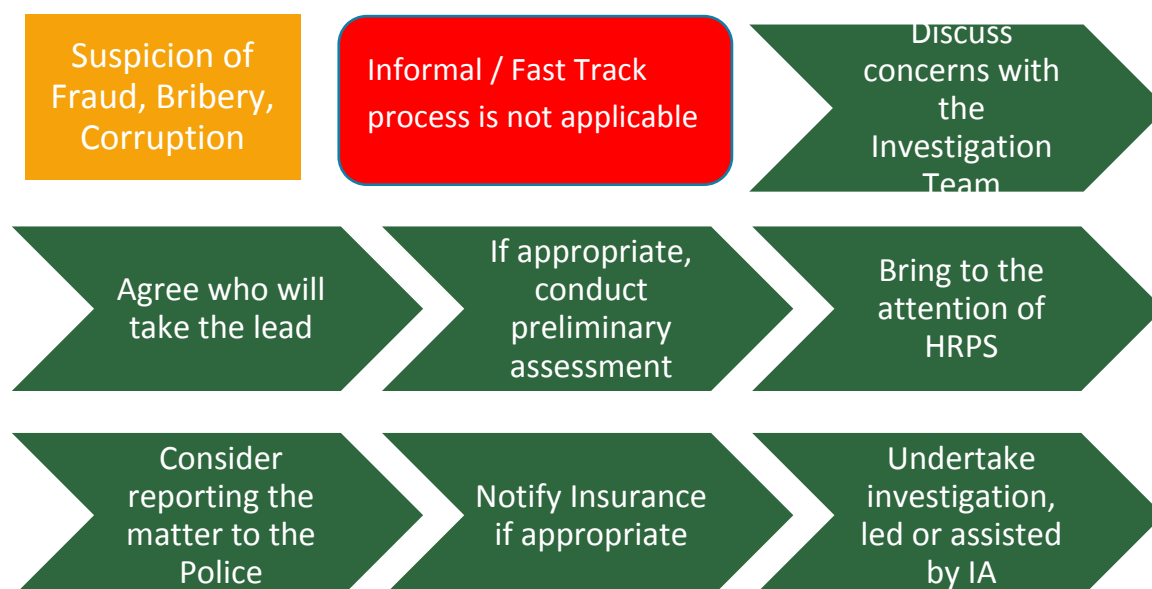 Suspicion of
Fraud, Bribery,
Corruption
Informal / Fast Track
process is not applicable
Discuss
concerns with
the
Investigation
Team
Agree who will
take the lead
If appropriate,
conduct
preliminary
assessment
Bring to the
attention of
HRPS
Consider
reporting the
matter to the
Police
Notify Insurance
if appropriate
Undertake
investigation,
led or assisted
by IA